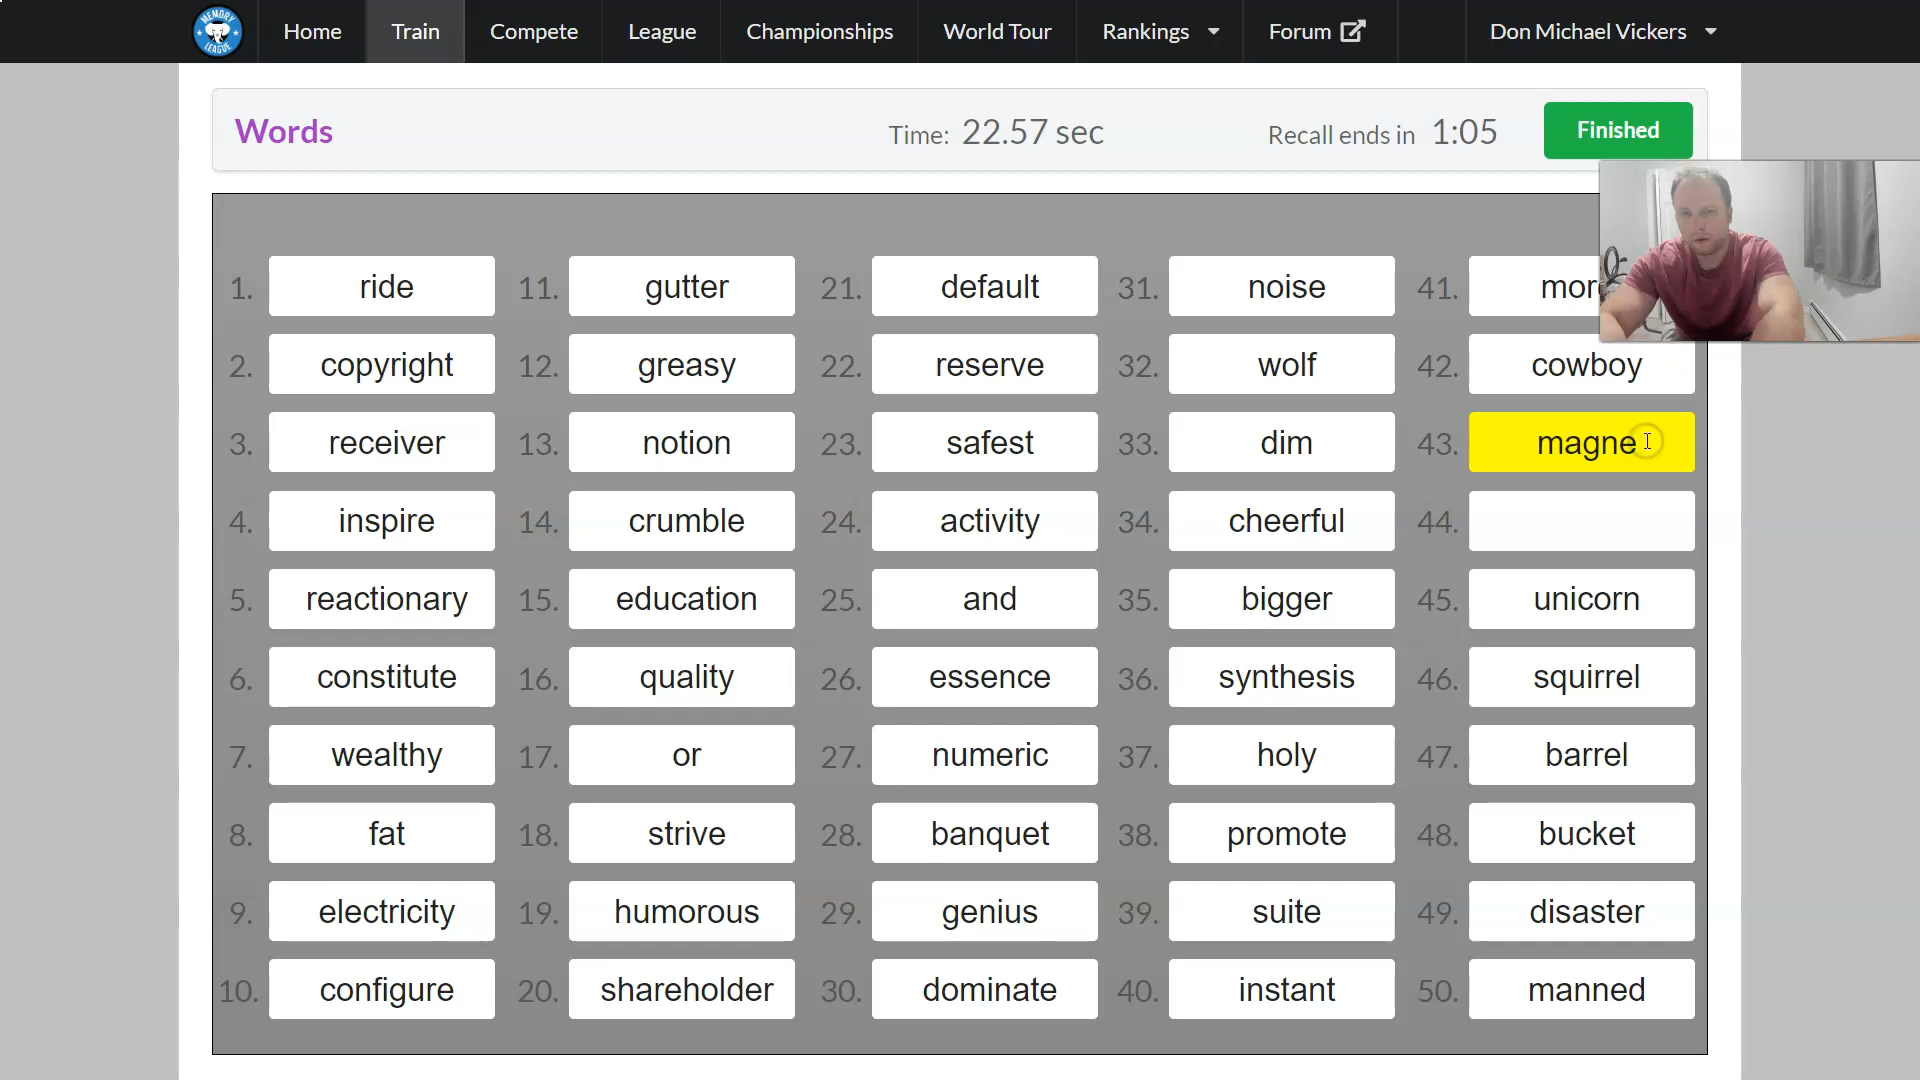 MEMORY LEAGUE Home Train Compete League Championships World Tour Rankings Forum Don Michael Vickers
Words Time: 22.57 sec Recall ends in 1:05 Finished
1. ride 11. gutter 21. default 31. noise 41.
2. copyright 12. greasy 22. reserve 32. wolf 42. cowboy
3. receiver 13. notion 23. safest 33. dim 43. magne
4. inspire 14. crumble 24. activity 34. cheerful 44.
5. reactionary 15. education 25. and 35. bigger 45. unicorn
6. constitute 16. quality 26. essence 36. synthesis 46. squirrel
7. wealthy 17. or 27. numeric 37. holy 47. barrel
8. fat 18. strive 28. banquet 38. promote 48. bucket
9. electricity 19. humorous 29. genius 39. suite 49. disaster
10. configure 20. shareholder 30. dominate 40. instant 50. manned